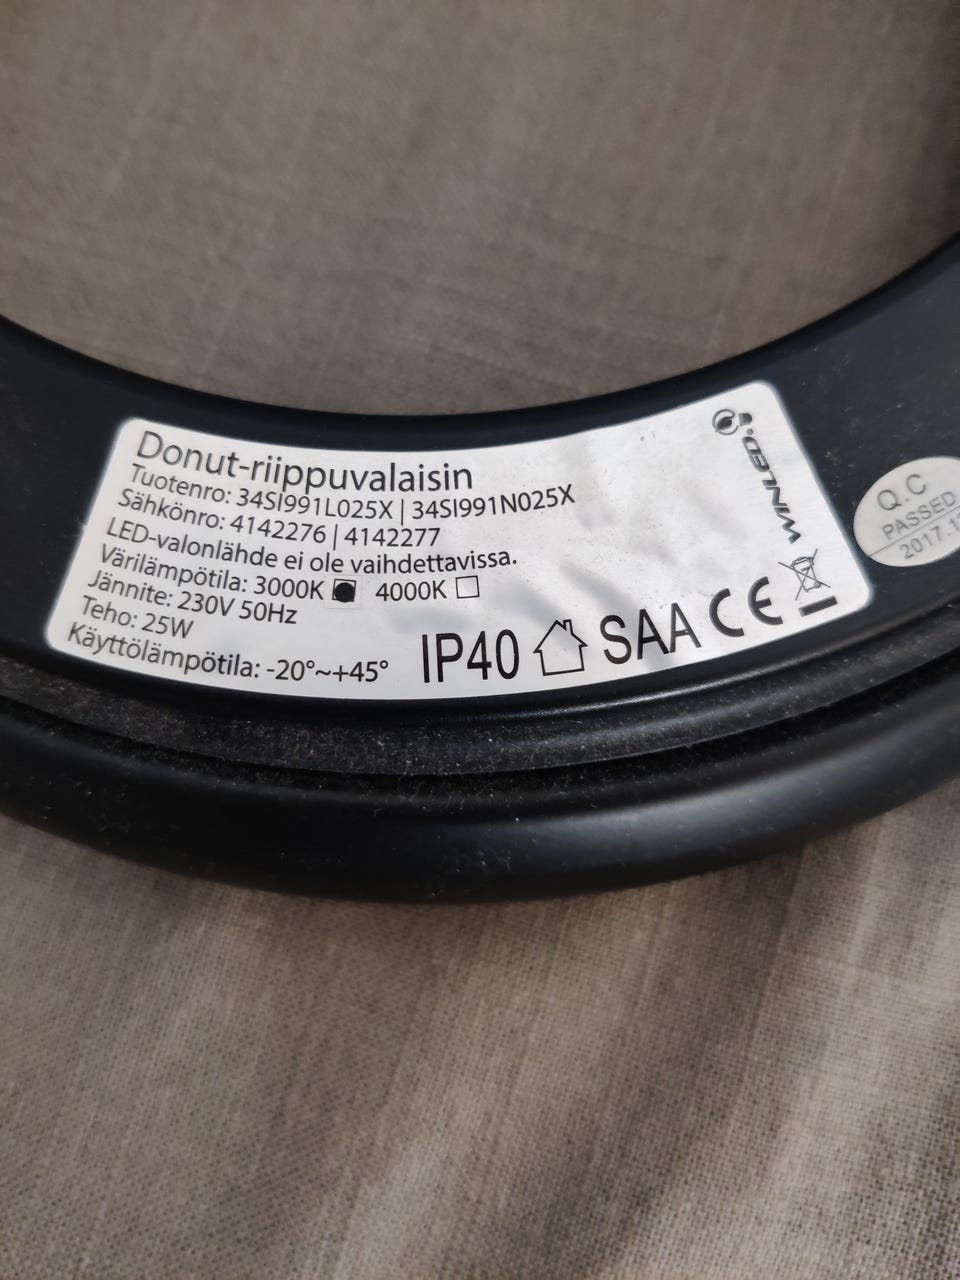 Donut-riippuvalaisin
Tuotenro: 34SI991L025X | 34SI991N025X
Sähkönro: 4142276 | 4142277
LED-valonlähde ei ole vaihdettavissa.
Värilämpötila: 3000K 4000K
Jännite: 230V 50Hz
Teho: 25W
Käyttölämpötila: -20°~+45°
IP40 SAA CE
WINLED
Q.C
PASSED